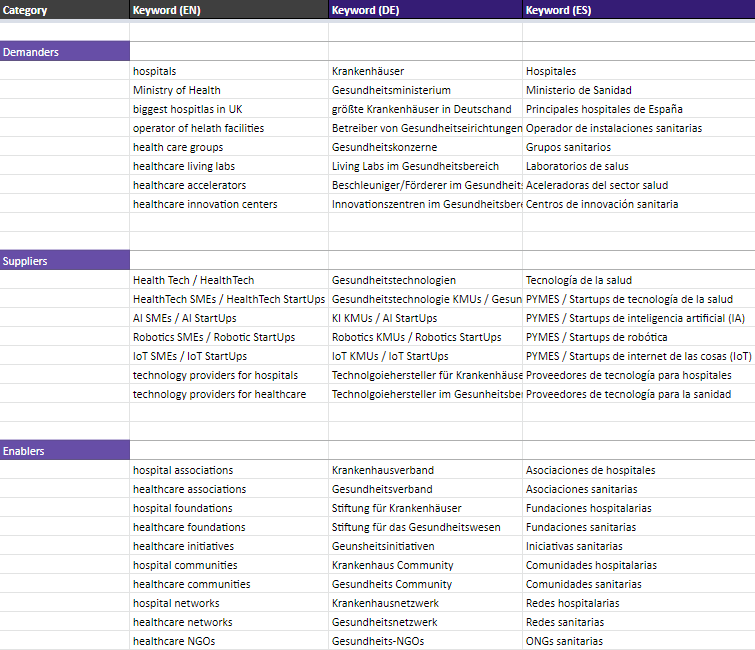 Category Keyword (EN) Keyword (DE) Keyword (ES)
Demanders
hospitals Krankenhäuser Hospitales
Ministry of Health Gesundheitsministerium Ministerio de Sanidad
biggest hospitlas in UK größte Krankenhäuser in Deutschand Principales hospitales de España
operator of helath facilities Betreiber von Gesundheitseirichtungen Operador de instalaciones sanitarias
health care groups Gesundheitskonzerne Grupos sanitarios
healthcare living labs Living Labs im Gesundheitsbereich Laboratorios de salus
healthcare accelerators Beschleuniger/Förderer im Gesundheits Aceleradoras del sector salud
healthcare innovation centers Innovationszentren im Gesundheitsbere Centros de innovación sanitaria
Suppliers
Health Tech / HealthTech Gesundheitstechnologien Tecnología de la salud
HealthTech SMEs / HealthTech StartUps Gesundheitstechnologie KMUs / Gesun PYMES / Startups de tecnología de la salud
AI SMEs / AI StartUps KI KMUs / AI StartUps PYMES / Startups de inteligencia artificial (IA)
Robotics SMEs / Robotic StartUps Robotics KMUs / Robotics StartUps PYMES / Startups de robótica
IoT SMEs / IoT StartUps IoT KMUs / IoT StartUps PYMES / Startups de internet de las cosas (IoT)
technology providers for hospitals Technolgoiehersteller für Krankenhäuse Proveedores de tecnología para hospitales
technology providers for healthcare Technolgoiehersteller im Gesunheitsbe Proveedores de tecnología para la sanidad
Enablers
hospital associations Krankenhausverband Asociaciones de hospitales
healthcare associations Gesundheitsverband Asociaciones sanitarias
hospital foundations Stiftung für Krankenhäuser Fundaciones hospitalarias
healthcare foundations Stiftung für das Gesundheitswesen Fundaciones sanitarias
healthcare initiatives Geunsheitsinitiativen Iniciativas sanitarias
hospital communities Krankenhaus Community Comunidades hospitalarias
healthcare communities Gesundheits Community Comunidades sanitarias
hospital networks Krankenhausnetzwerk Redes hospitalarias
healthcare networks Gesundheitsnetzwerk Redes sanitarias
healthcare NGOs Gesundheits-NGOs ONGs sanitarias